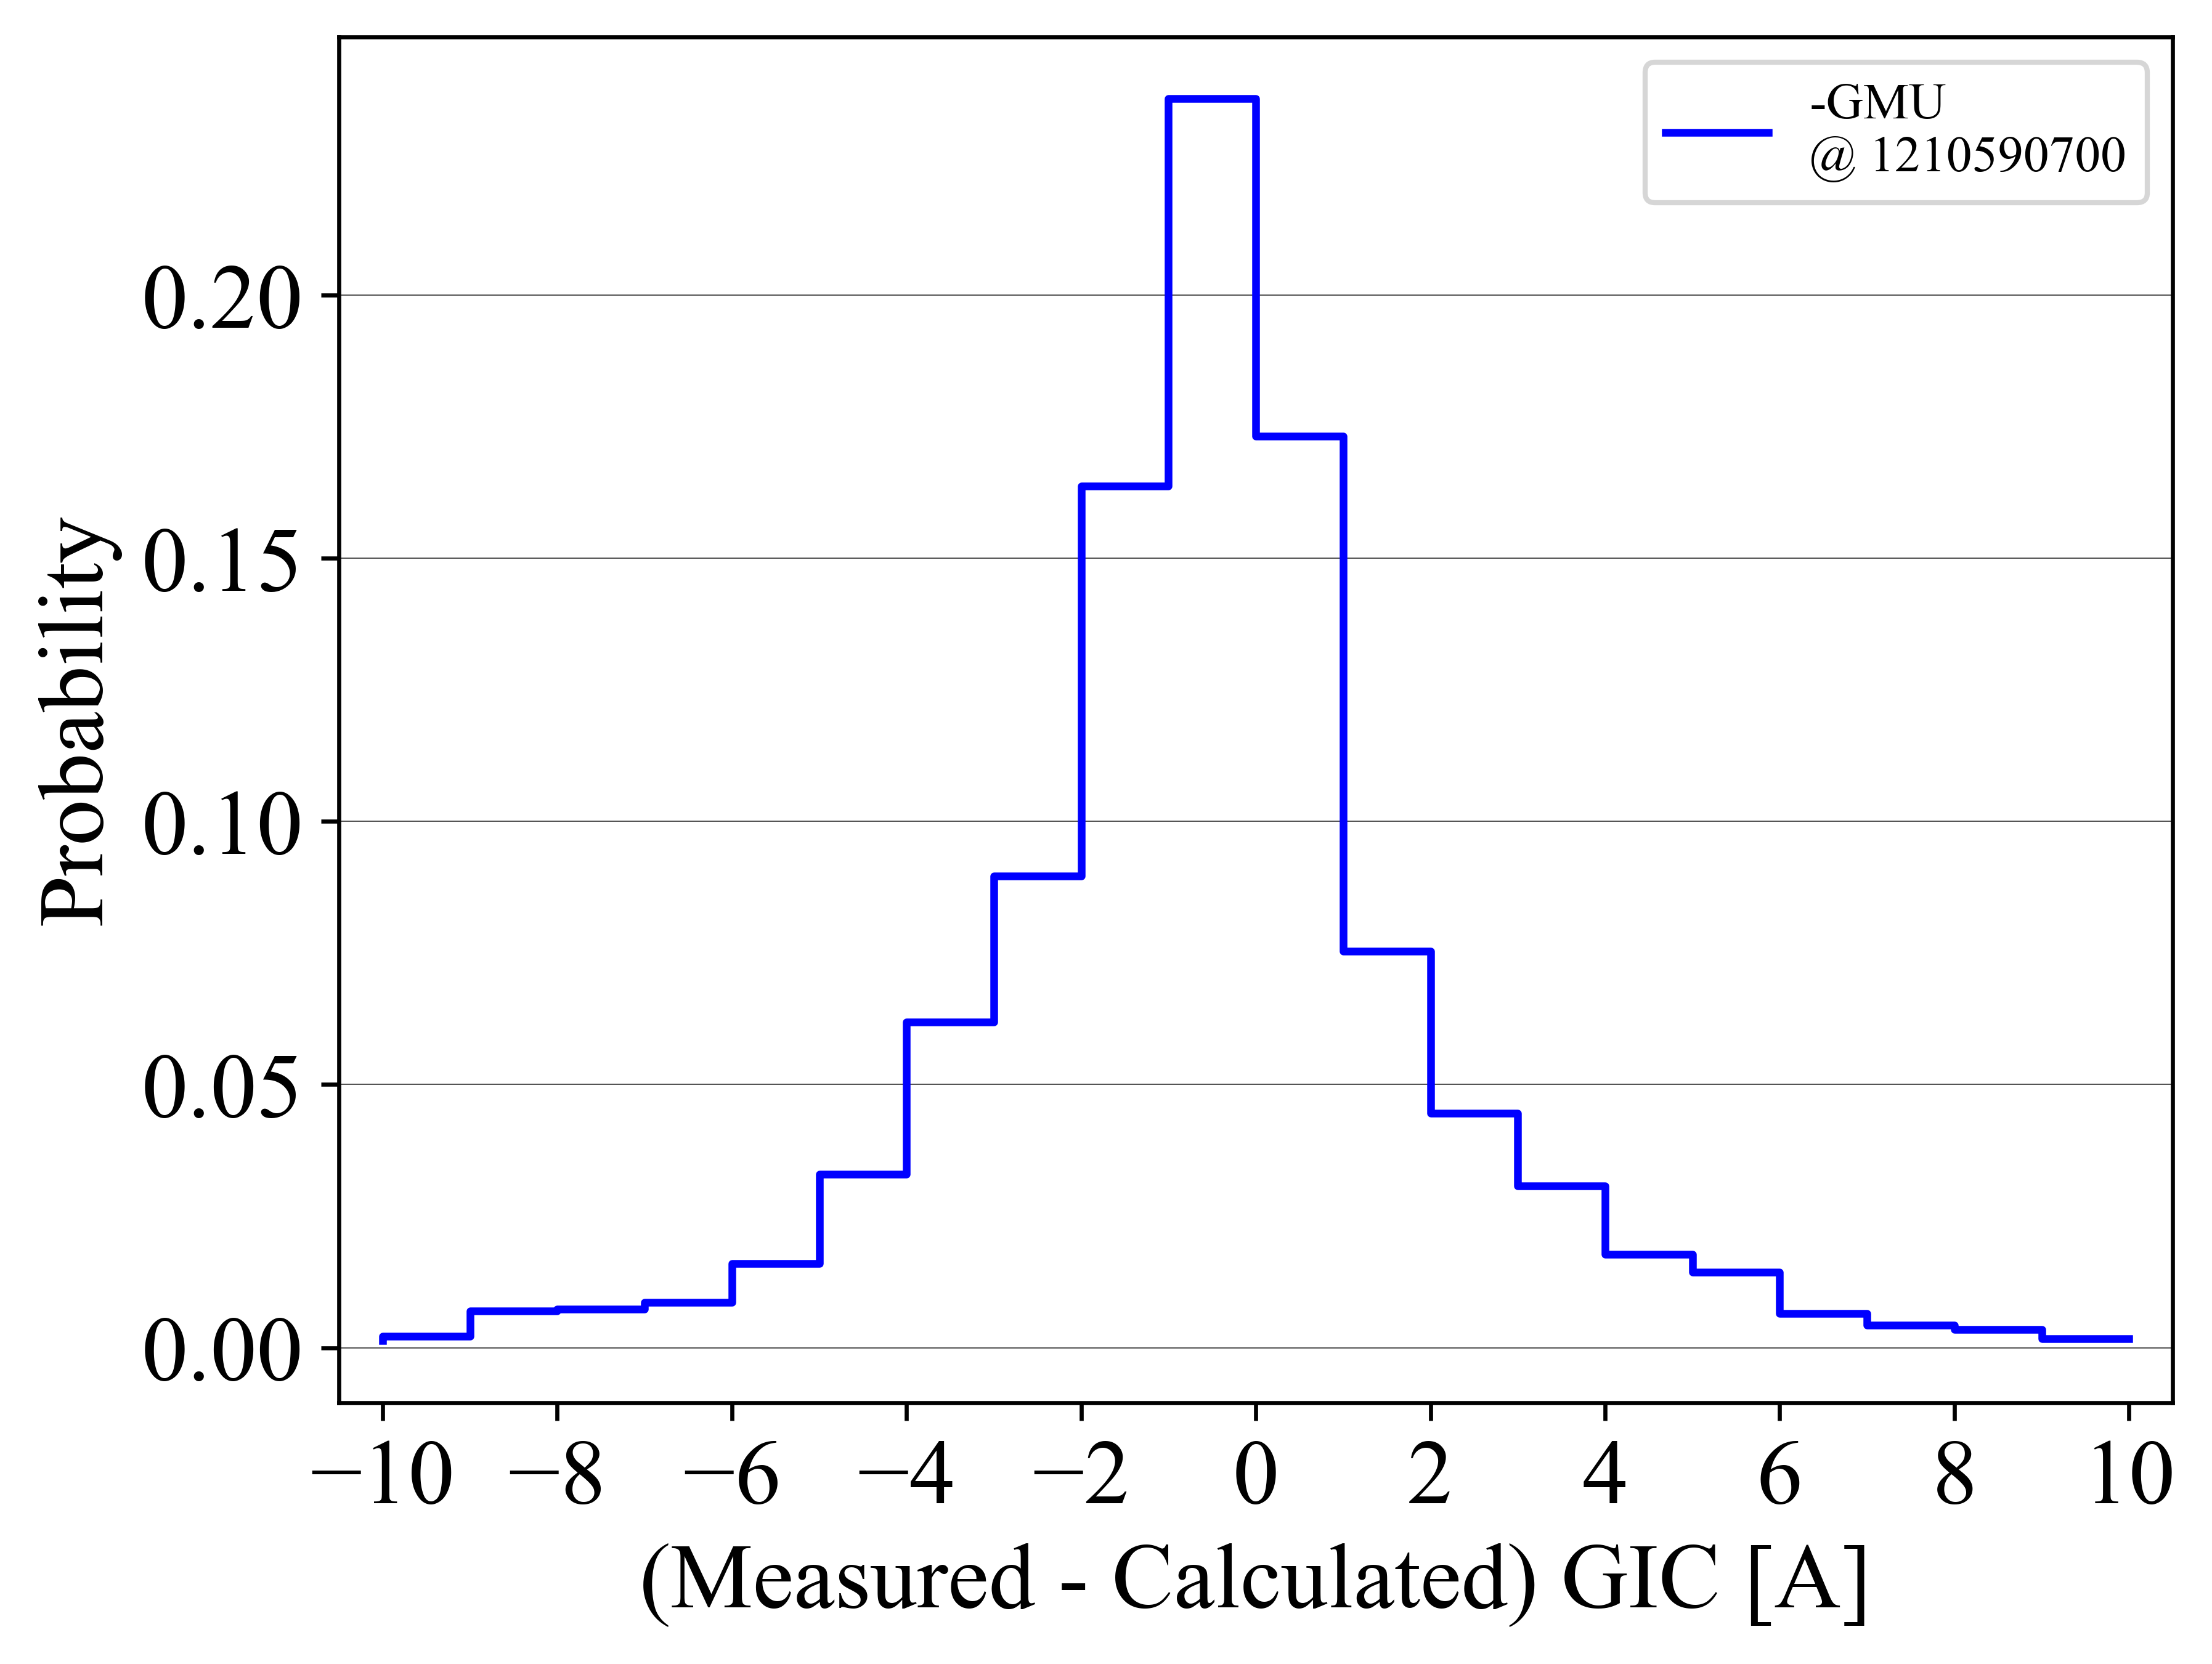 -GMU
@ 1210590700
0.20
0.15
0.10
0.05
0.00
Probability
−10 −8 −6 −4 −2 0 2 4 6 8 10
(Measured - Calculated) GIC [A]